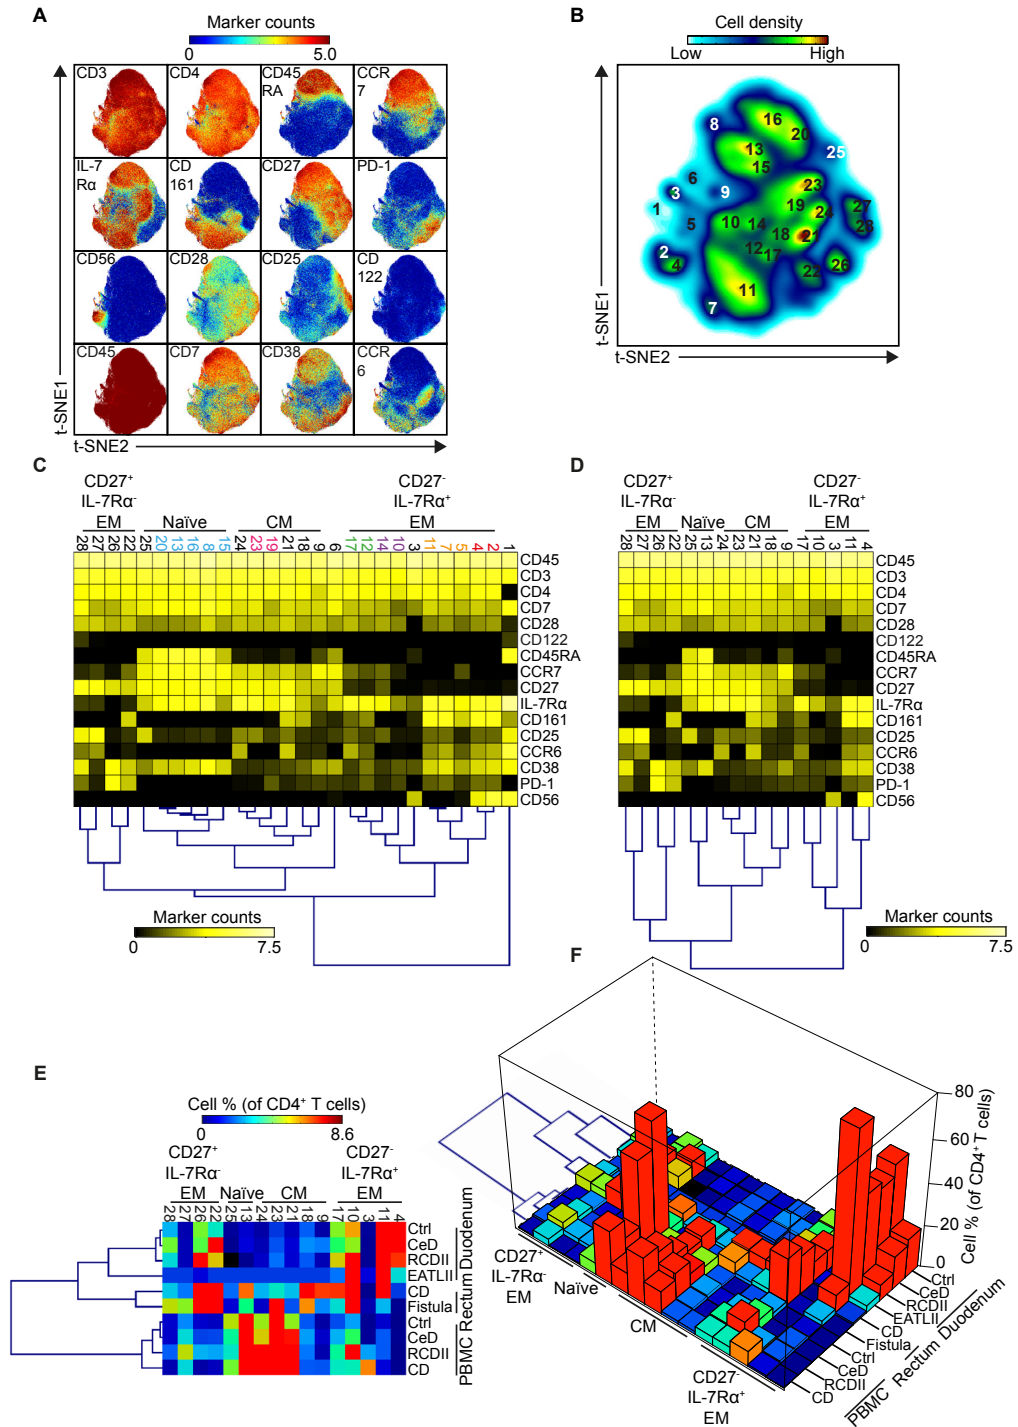 A
Marker counts
0 5.0
CD3
CD4
CD45
RA
CCR
7
IL-7
Rα
CD
161
CD27
PD-1
CD56
CD28
CD25
CD
122
CD45
CD7
CD38
CCR
6
t-SNE1
t-SNE2
B
Cell density
Low High
16
8
20
13
25
15
6
3
9
23
1
19
24
27
5
10
14
18
21
28
2
12
17
4
22
26
11
7
t-SNE1
t-SNE2
C
CD27+
IL-7Rα-
EM
Naïve
CM
CD27-
IL-7Rα+
EM
28 27 26 22 25 20 13 16 8 15 24 23 19 21 18 9 6 17 12 14 10 3 11 7 5 4 2 1
CD45
CD3
CD4
CD7
CD28
CD122
CD45RA
CCR7
CD27
IL-7Rα
CD161
CD25
CCR6
CD38
PD-1
CD56
Marker counts
0 7.5
D
CD27+
IL-7Rα-
EM
Naïve
CM
CD27-
IL-7Rα+
EM
28 27 26 22 25 13 24 23 21 18 9 17 10 3 11 4
CD45
CD3
CD4
CD7
CD28
CD122
CD45RA
CCR7
CD27
IL-7Rα
CD161
CD25
CCR6
CD38
PD-1
CD56
Marker counts
0 7.5
E
Cell % (of CD4+ T cells)
0 8.6
CD27+
IL-7Rα-
EM
Naïve
CM
CD27-
IL-7Rα+
EM
28 27 26 22 25 13 24 23 21 18 9 17 10 3 11 4
Ctrl
CeD
RCDII
EATLII
CD
Fistula
Ctrl
CeD
RCDII
CD
Duodenum
Rectum
PBMC
F
80
60
40
20
0
Cell % (of CD4+T cells)
CD27+
IL-7Rα-
EM
Naïve
CM
CD27-
IL-7Rα+
EM
Ctrl
CeD
RCDII
EATLII
CD
Fistula
Ctrl
CeD
RCDII
CD
Duodenum
Rectum
PBMC